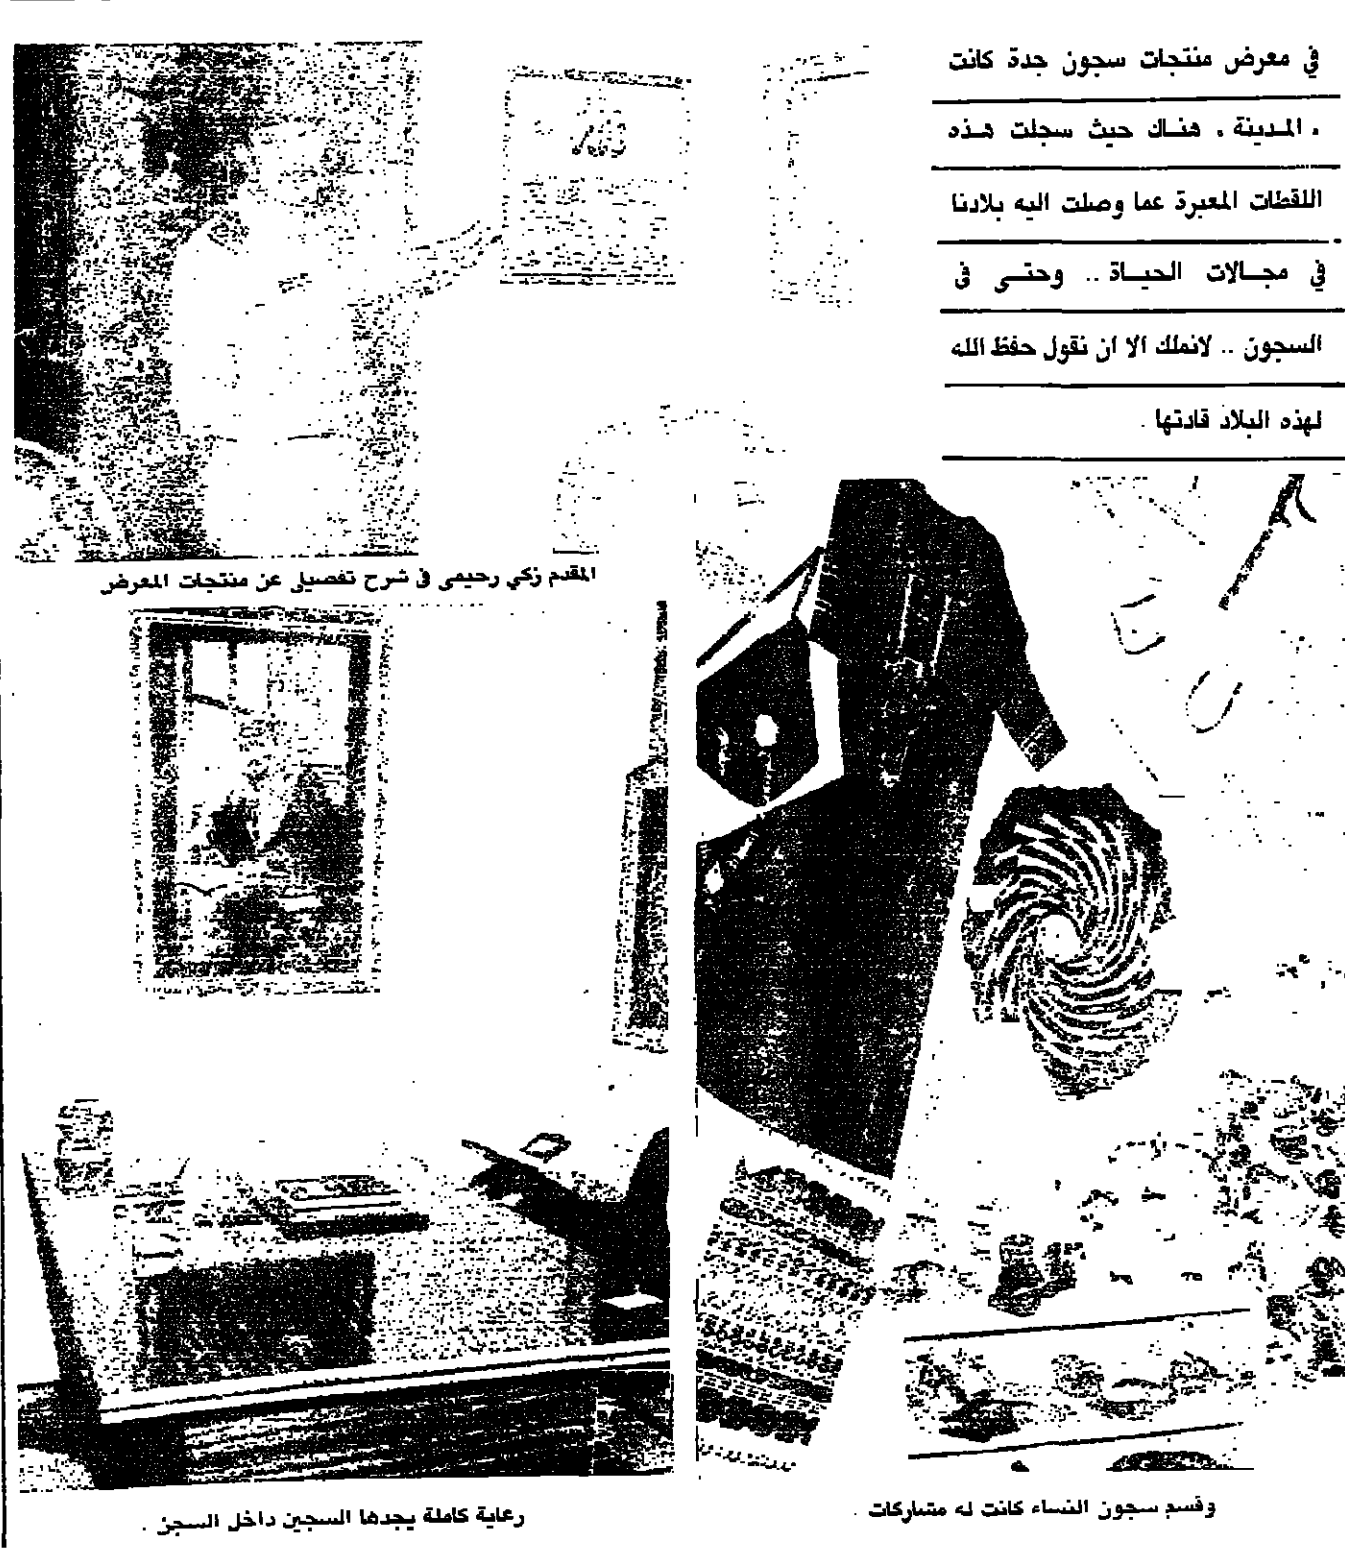 في معرض منتجات سجون جدة كانت
« المدينة » هناك حيث سجلت هذه
اللقطات المعبرة عما وصلت اليه بلادنا
في مجالات الحياة .. وحتى في
السجون .. لانملك الا ان نقول حفظ الله
لهذه البلاد قادتها .
المقدم زكي رحيمى في شرح تفصيلي عن منتجات المعرض
وقسم سجون النساء كانت له مشاركات .
رعاية كاملة يجدها السجين داخل السجن .